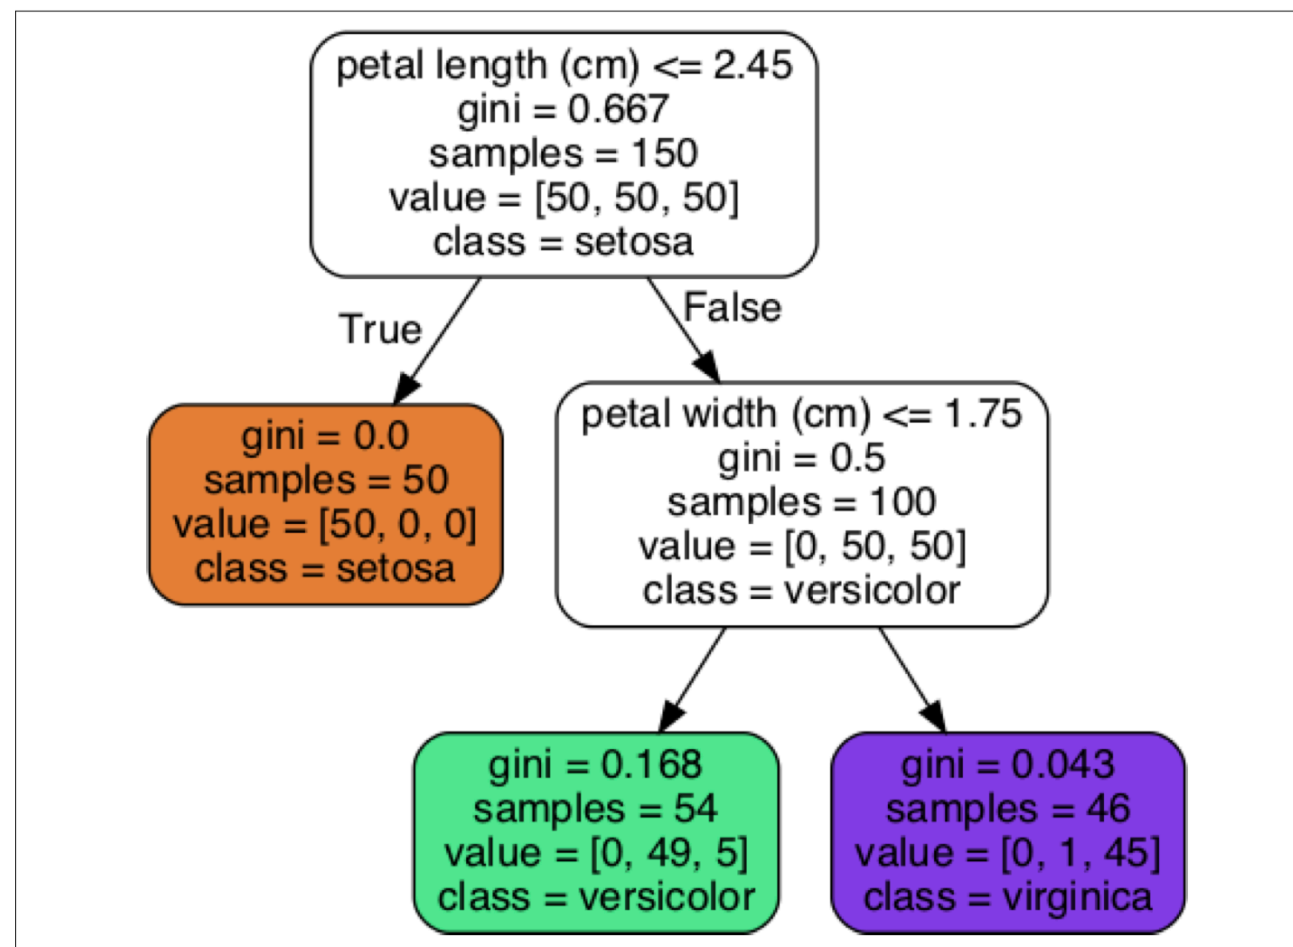 petal length (cm) <= 2.45
gini = 0.667
samples = 150
value = [50, 50, 50]
class = setosa
True
False
gini = 0.0
samples = 50
value = [50, 0, 0]
class = setosa
petal width (cm) <= 1.75
gini = 0.5
samples = 100
value = [0, 50, 50]
class = versicolor
gini = 0.168
samples = 54
value = [0, 49, 5]
class = versicolor
gini = 0.043
samples = 46
value = [0, 1, 45]
class = virginica